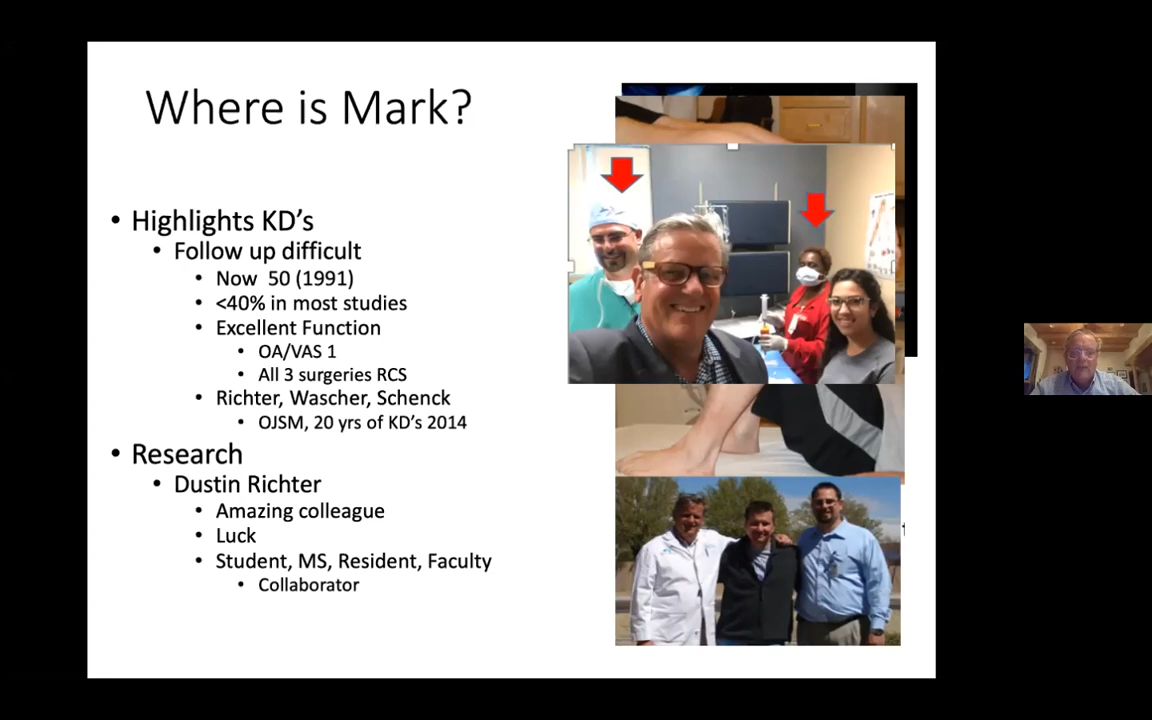 Where is Mark?
• Highlights KD's
• Follow up difficult
• Now 50 (1991)
• <40% in most studies
• Excellent Function
• OA/VAS 1
• All 3 surgeries RCS
• Richter, Wascher, Schenck
• OJSM, 20 yrs of KD's 2014
• Research
• Dustin Richter
• Amazing colleague
• Luck
• Student, MS, Resident, Faculty
• Collaborator